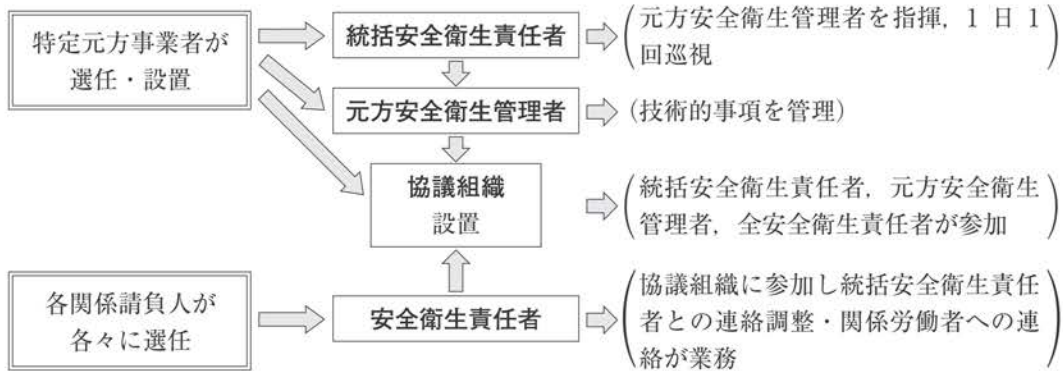 特定元方事業者が
選任・設置
統括安全衛生責任者
(元方安全衛生管理者を指揮，1 日 1
回巡視)
元方安全衛生管理者
(技術的事項を管理)
協議組織
設置
(統括安全衛生責任者，元方安全衛生
管理者，全安全衛生責任者が参加)
各関係請負人が
各々に選任
安全衛生責任者
(協議組織に参加し統括安全衛生責任
者との連絡調整・関係労働者への連
絡が業務)